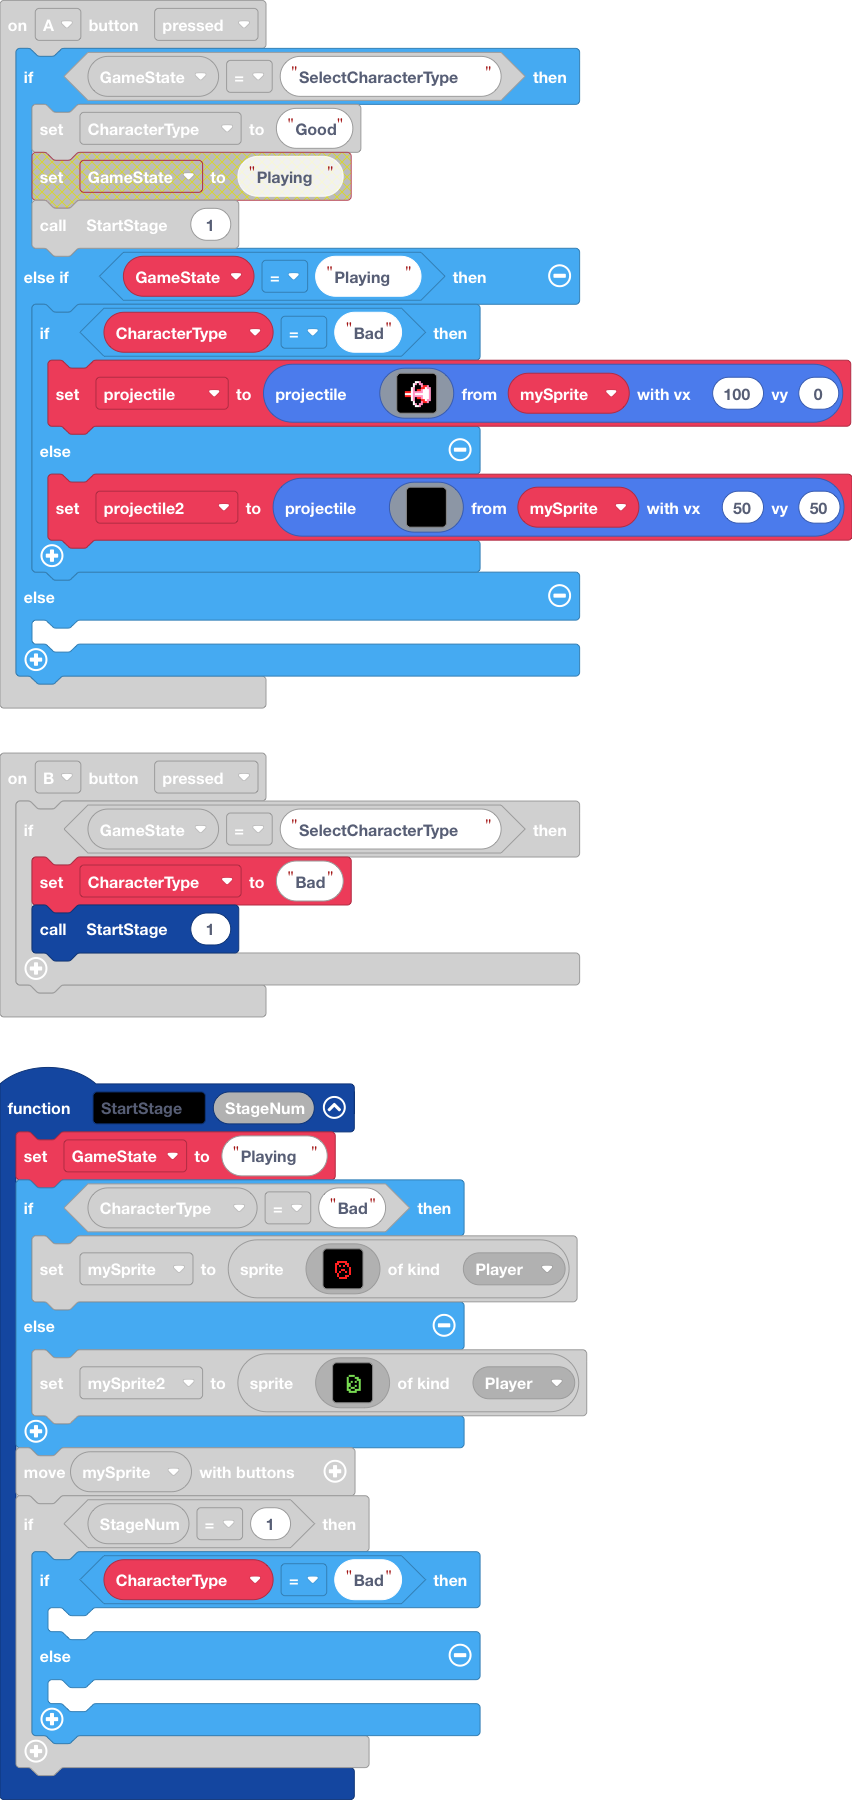 on A button pressed
if GameState = "SelectCharacterType" then
set CharacterType to "Good"
set GameState to "Playing"
call StartStage 1
else if GameState = "Playing" then
if CharacterType = "Bad" then
set projectile to projectile from mySprite with vx 100 vy 0
else
set projectile2 to projectile from mySprite with vx 50 vy 50
else
on B button pressed
if GameState = "SelectCharacterType" then
set CharacterType to "Bad"
call StartStage 1
function StartStage StageNum
set GameState to "Playing"
if CharacterType = "Bad" then
set mySprite to sprite of kind Player
else
set mySprite2 to sprite of kind Player
move mySprite with buttons
if StageNum = 1 then
if CharacterType = "Bad" then
else